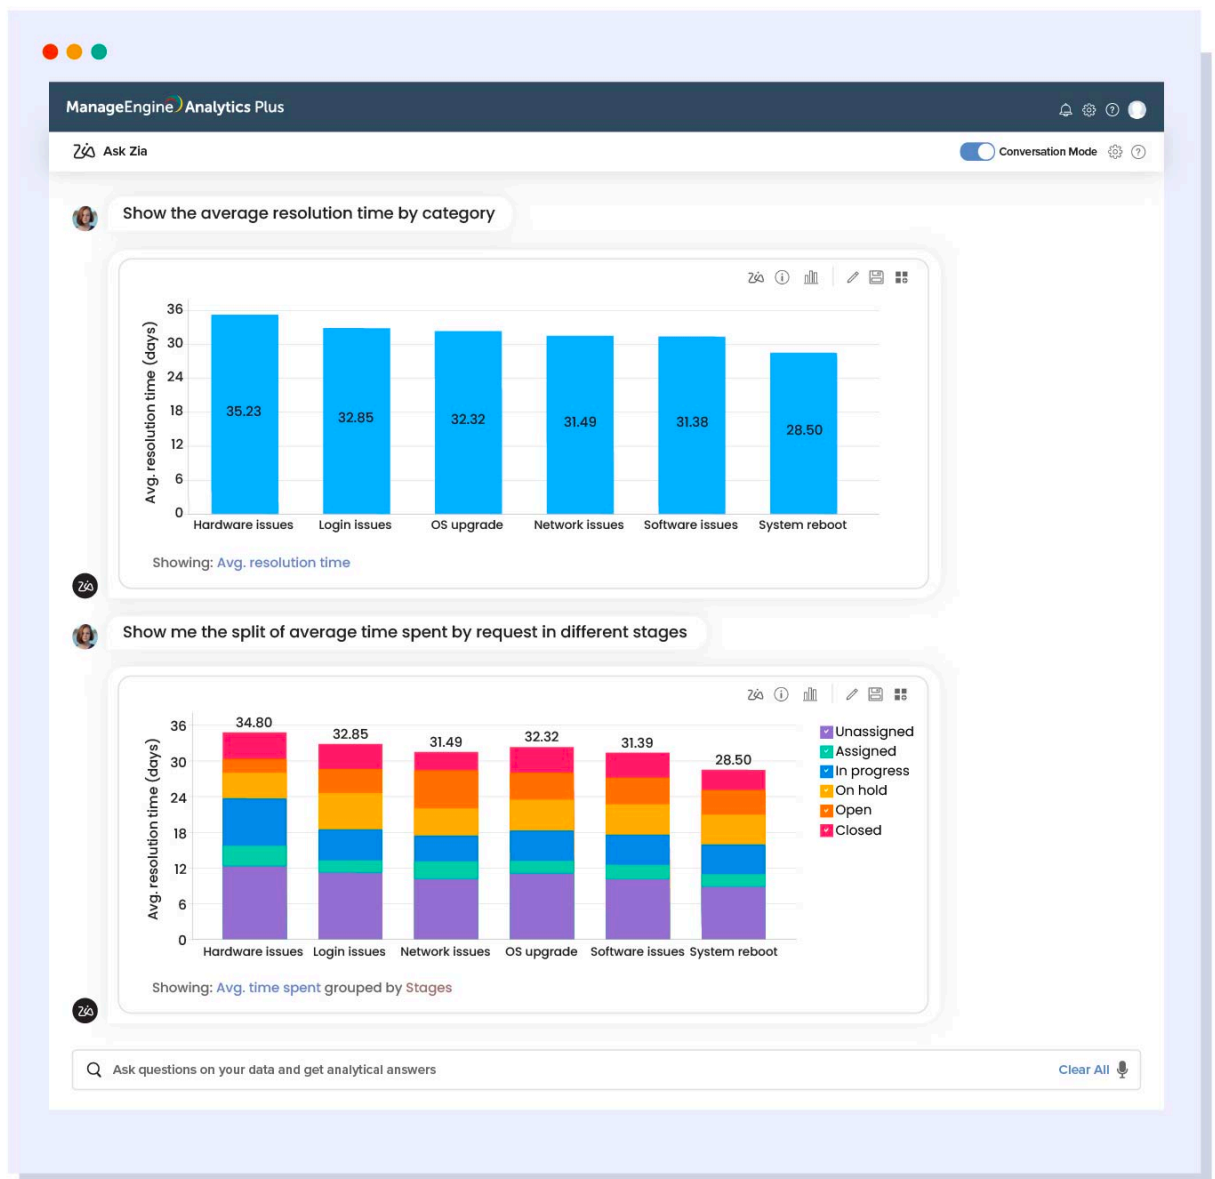 ManageEngine Analytics Plus
Zia Ask Zia
Conversation Mode
Show the average resolution time by category
Zia
Avg. resolution time (days)
36
30
24
18
12
6
0
35.23
32.85
32.32
31.49
31.38
28.50
Hardware issues Login issues OS upgrade Network issues Software issues System reboot
Showing: Avg. resolution time
Zia
Show me the split of average time spent by request in different stages
Zia
Avg. resolution time (days)
36
30
24
18
12
6
0
34.80
32.85
31.49
32.32
31.39
28.50
Unassigned
Assigned
In progress
On hold
Open
Closed
Hardware issues Login issues Network issues OS upgrade Software issues System reboot
Showing: Avg. time spent grouped by Stages
Zia
Ask questions on your data and get analytical answers
Clear All